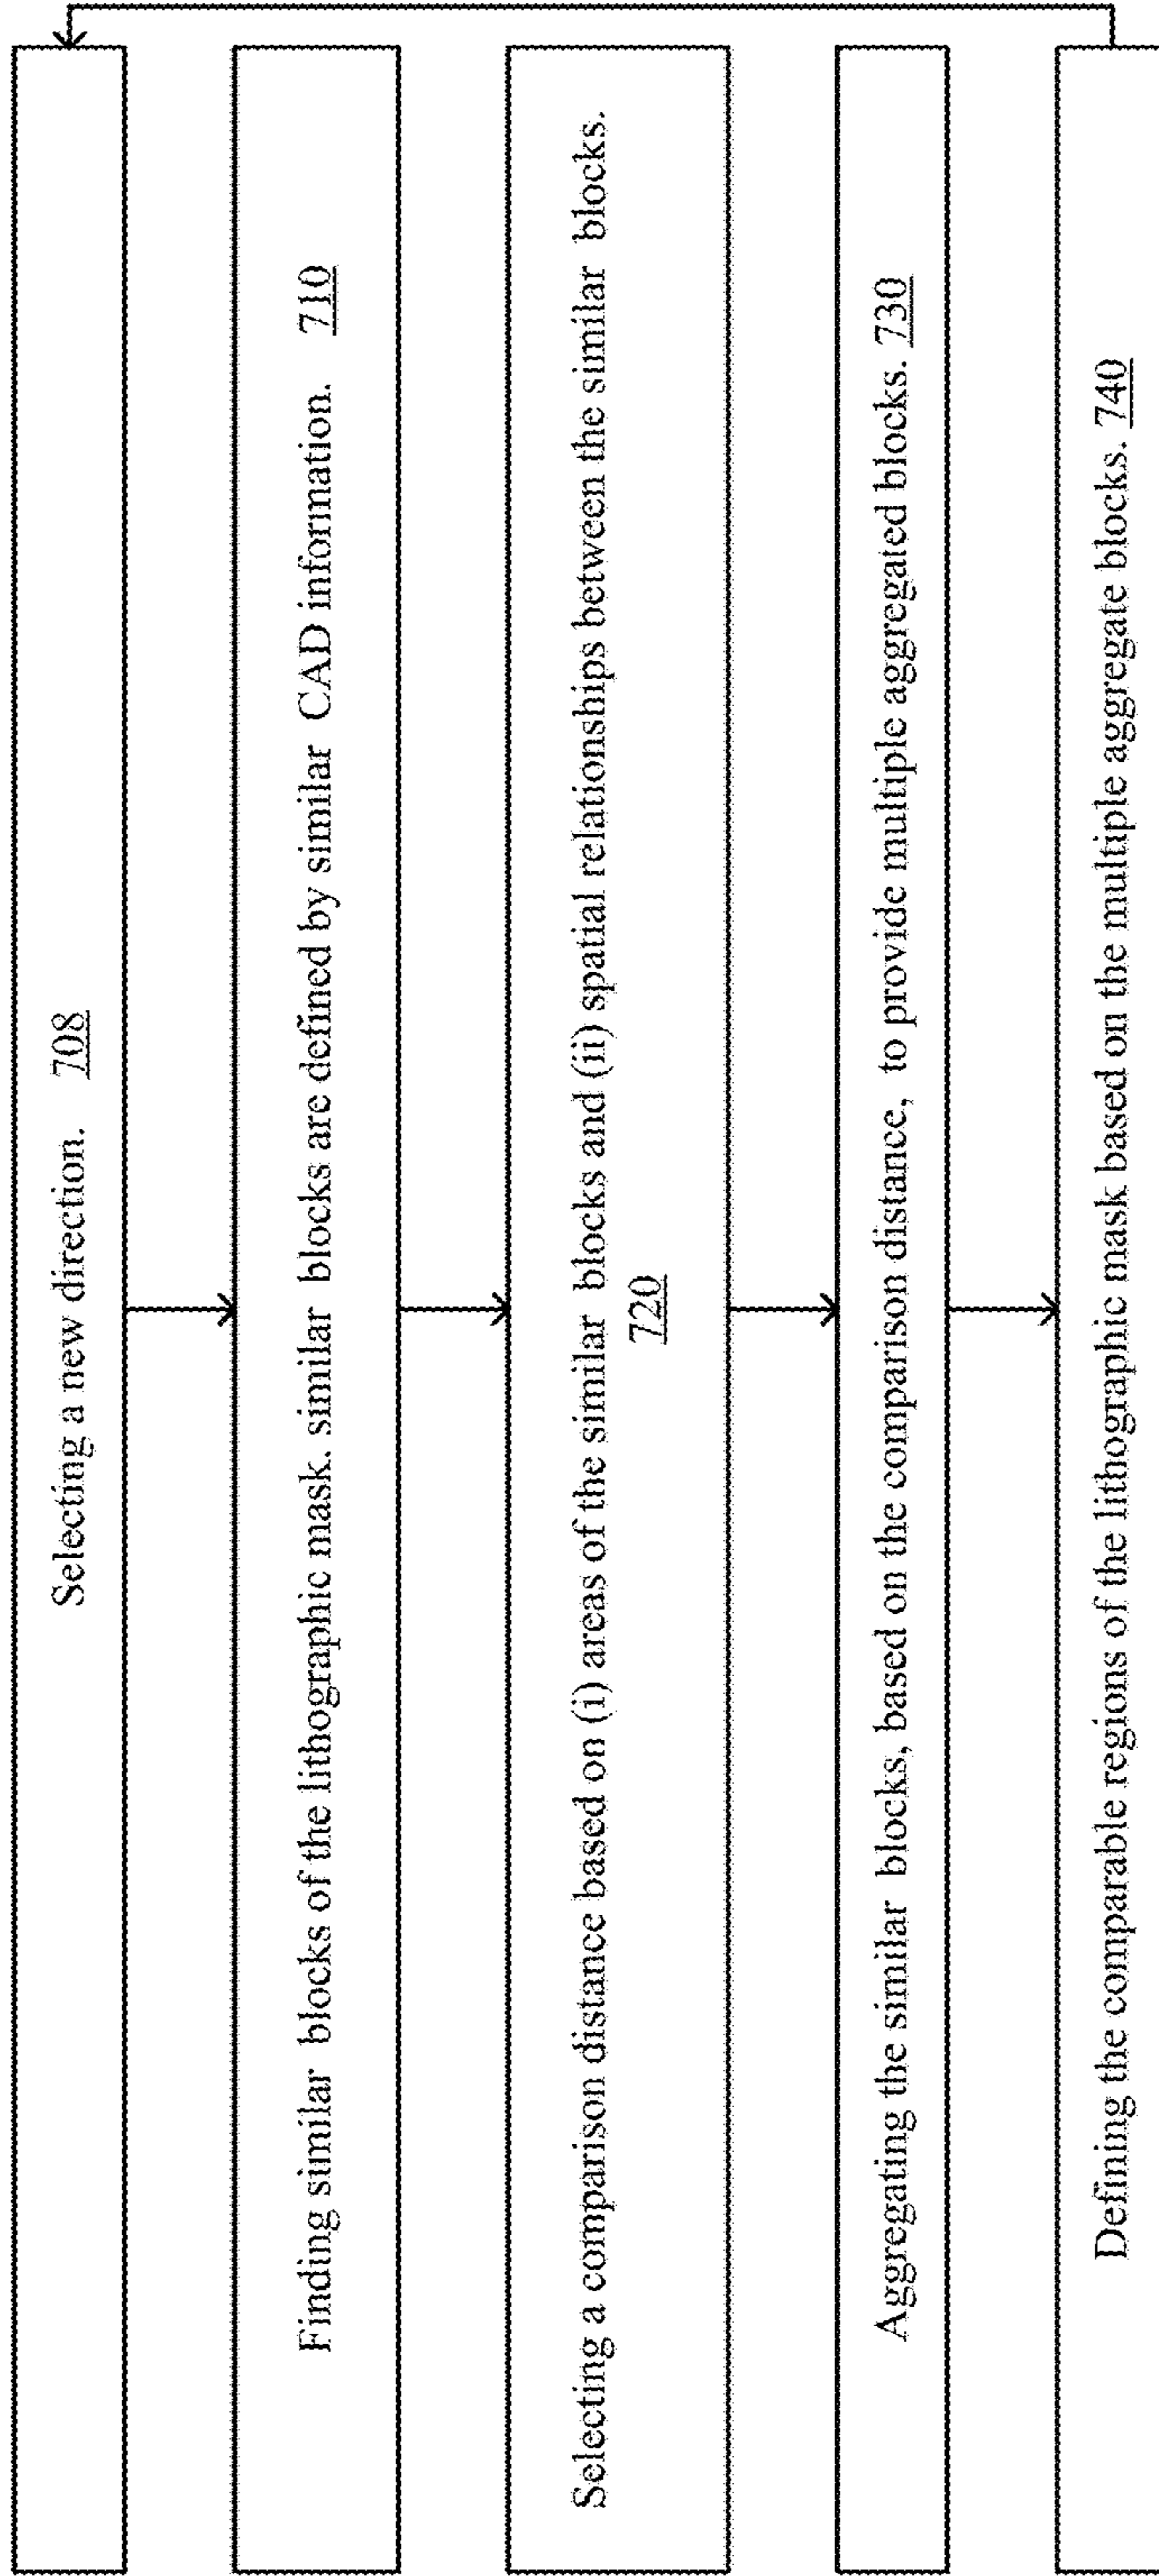 Selecting a new direction. 708
Finding similar blocks of the lithographic mask. similar blocks are defined by similar CAD information. 710
Selecting a comparison distance based on (i) areas of the similar blocks and (ii) spatial relationships between the similar blocks.
720
Aggregating the similar blocks, based on the comparison distance, to provide multiple aggregated blocks. 730
Defining the comparable regions of the lithographic mask based on the multiple aggregate blocks. 740